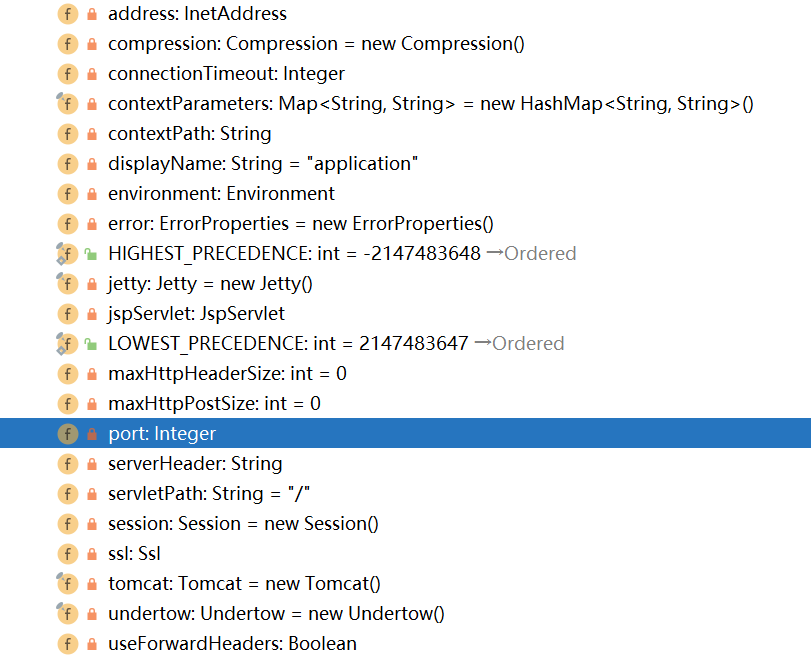 address: InetAddress
compression: Compression = new Compression()
connectionTimeout: Integer
contextParameters: Map<String, String> = new HashMap<String, String>()
contextPath: String
displayName: String = "application"
environment: Environment
error: ErrorProperties = new ErrorProperties()
HIGHEST_PRECEDENCE: int = -2147483648 →Ordered
jetty: Jetty = new Jetty()
jspServlet: JspServlet
LOWEST_PRECEDENCE: int = 2147483647 →Ordered
maxHttpHeaderSize: int = 0
maxHttpPostSize: int = 0
port: Integer
serverHeader: String
servletPath: String = "/"
session: Session = new Session()
ssl: Ssl
tomcat: Tomcat = new Tomcat()
undertow: Undertow = new Undertow()
useForwardHeaders: Boolean